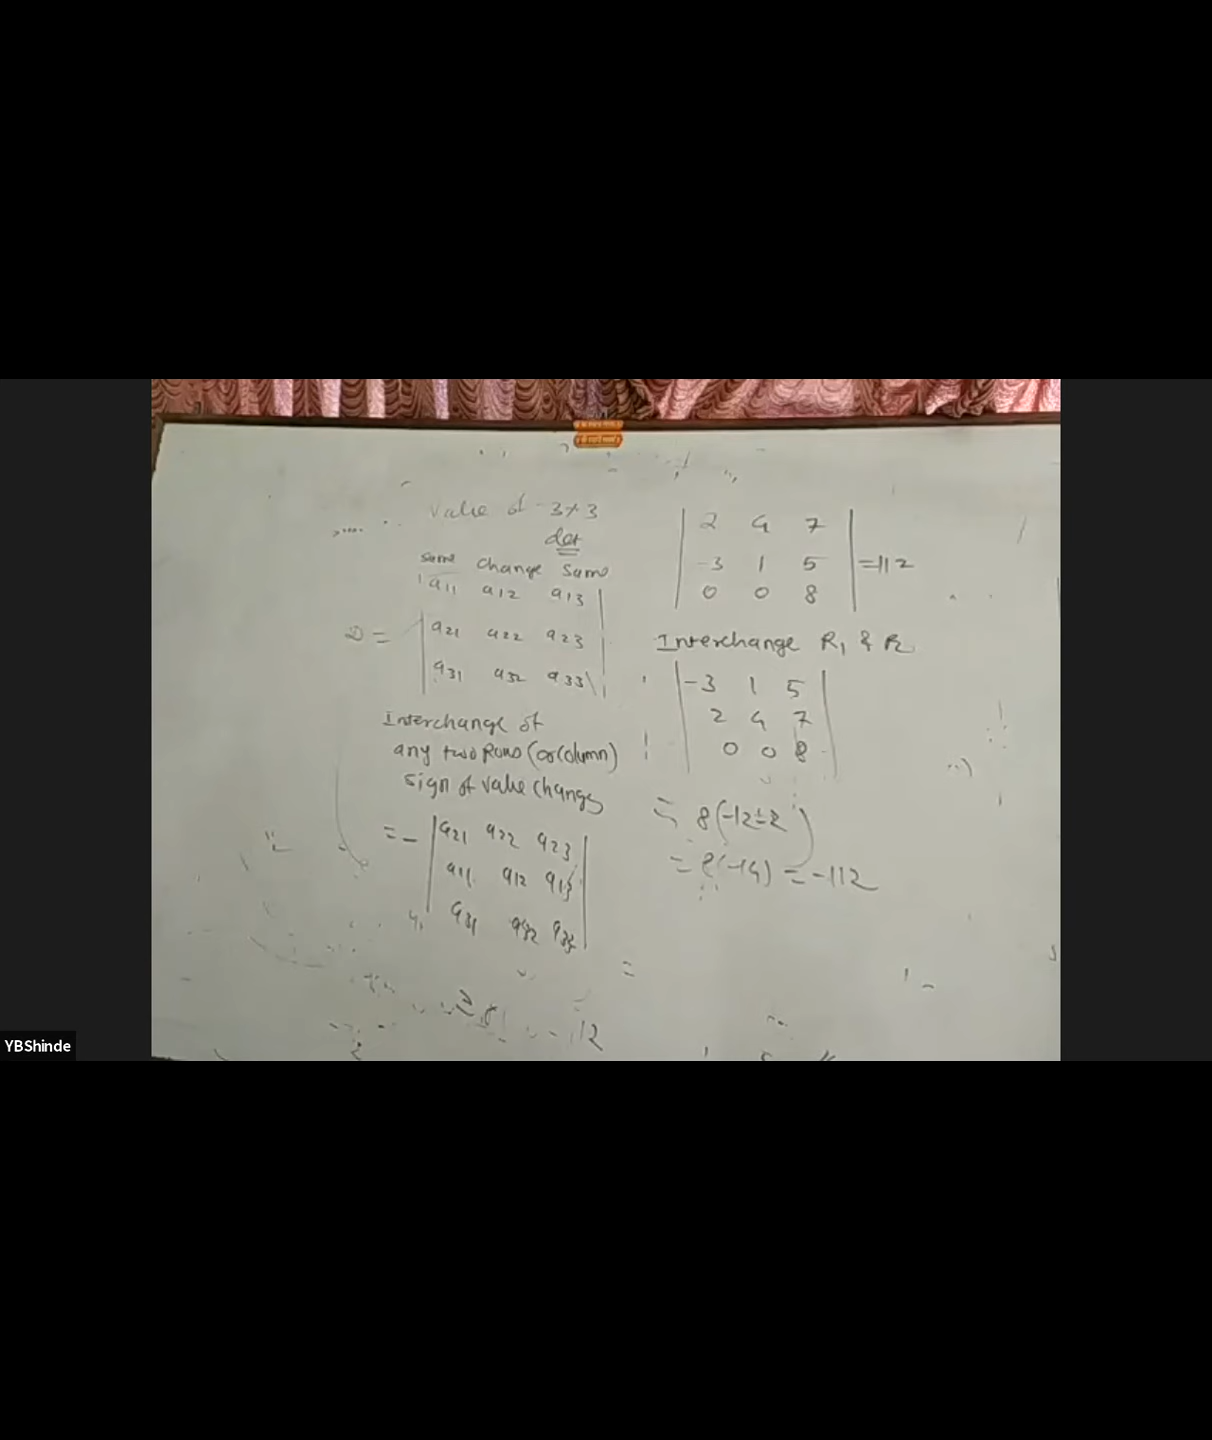 Value of 3x3
det
same change same
a11 a12 a13
D = a21 a22 a23
a31 a32 a33
Interchange of
any two Rows (or column)
sign of value changes
= - a21 a22 a23
a11 a12 a13
a31 a32 a33
2 4 7
-3 1 5 = 112
0 0 8
Interchange R1 & R2
-3 1 5
2 4 7
0 0 8
= 8(-12-2)
= 8(-14) = -112
=
YBShinde